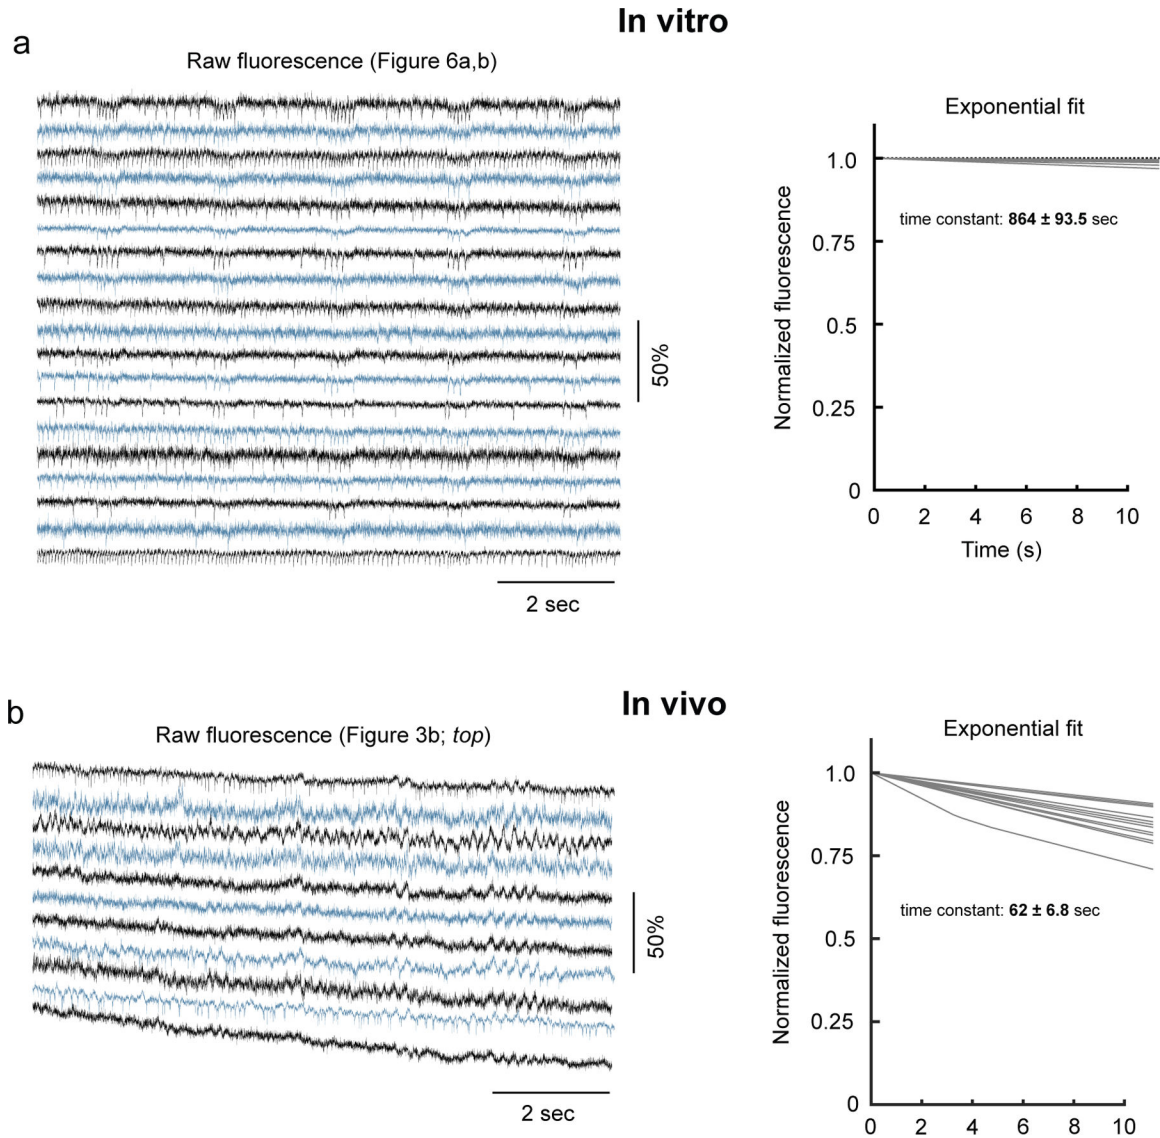 In vitro
a
Raw fluorescence (Figure 6a,b)
50%
2 sec
Exponential fit
Normalized fluorescence
1.0
0.75
0.5
0.25
0
time constant: 864 ± 93.5 sec
0 2 4 6 8 10
Time (s)
In vivo
b
Raw fluorescence (Figure 3b; top)
50%
2 sec
Exponential fit
Normalized fluorescence
1.0
0.75
0.5
0.25
0
time constant: 62 ± 6.8 sec
0 2 4 6 8 10